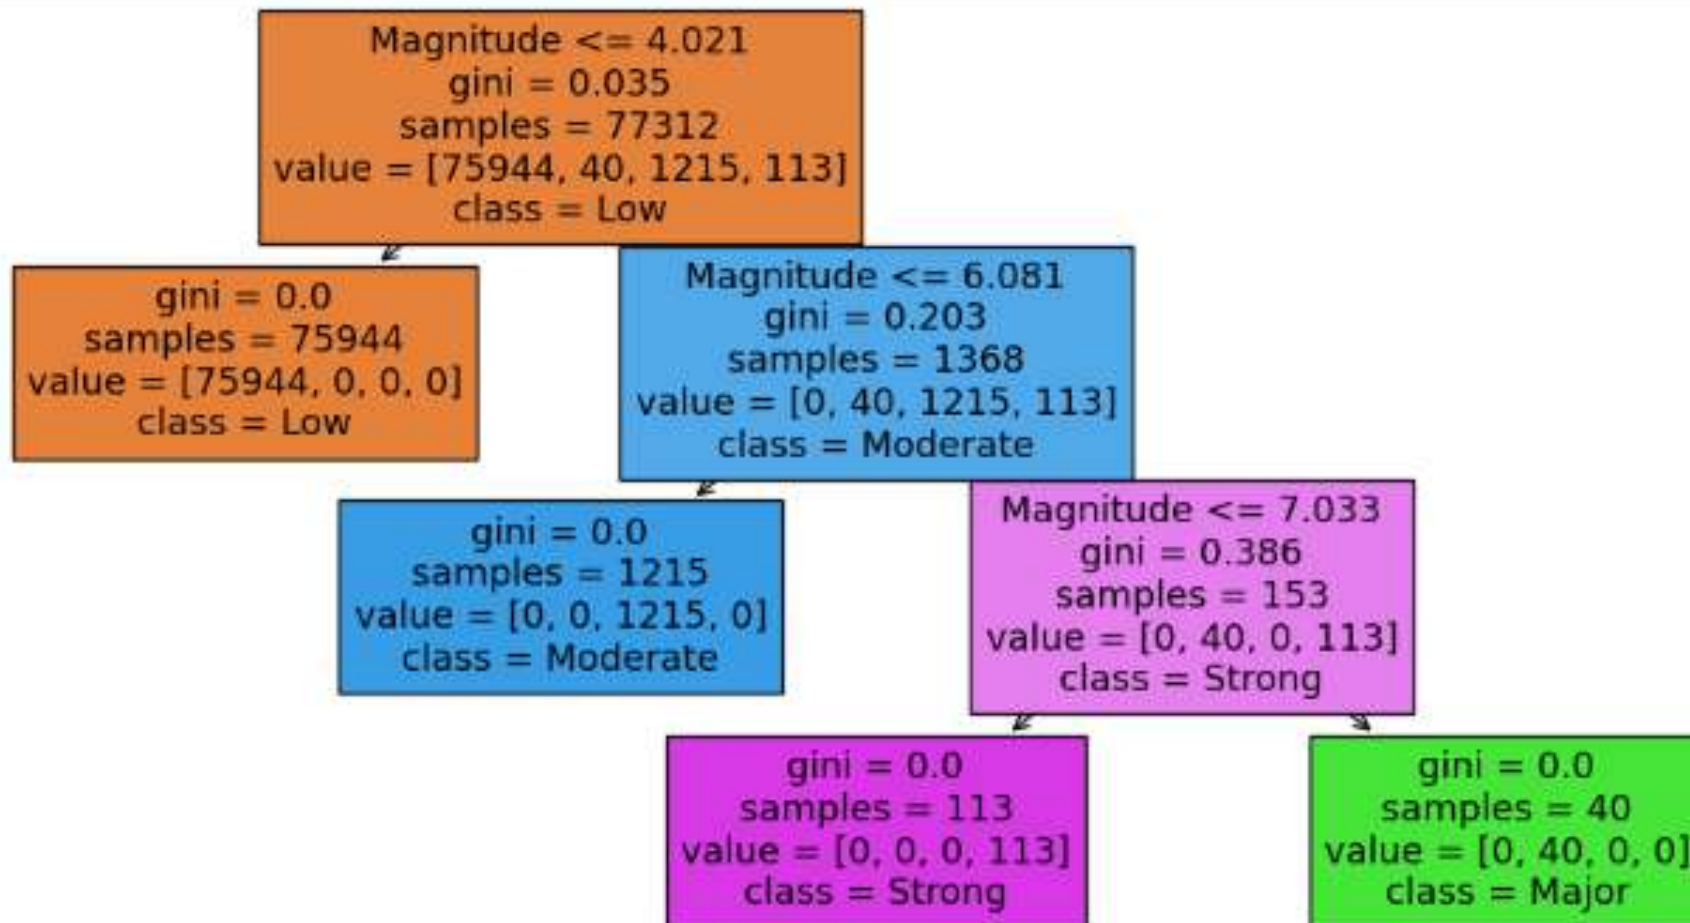 Magnitude <= 4.021
gini = 0.035
samples = 77312
value = [75944, 40, 1215, 113]
class = Low
gini = 0.0
samples = 75944
value = [75944, 0, 0, 0]
class = Low
Magnitude <= 6.081
gini = 0.203
samples = 1368
value = [0, 40, 1215, 113]
class = Moderate
gini = 0.0
samples = 1215
value = [0, 0, 1215, 0]
class = Moderate
Magnitude <= 7.033
gini = 0.386
samples = 153
value = [0, 40, 0, 113]
class = Strong
gini = 0.0
samples = 113
value = [0, 0, 0, 113]
class = Strong
gini = 0.0
samples = 40
value = [0, 40, 0, 0]
class = Major